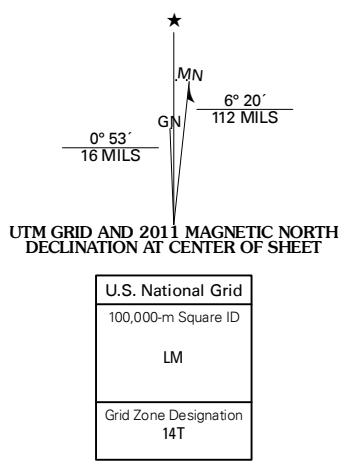 MN
GN
6° 20´
112 MILS
0° 53´
16 MILS
UTM GRID AND 2011 MAGNETIC NORTH
DECLINATION AT CENTER OF SHEET
U.S. National Grid
100,000-m Square ID
LM
Grid Zone Designation
14T